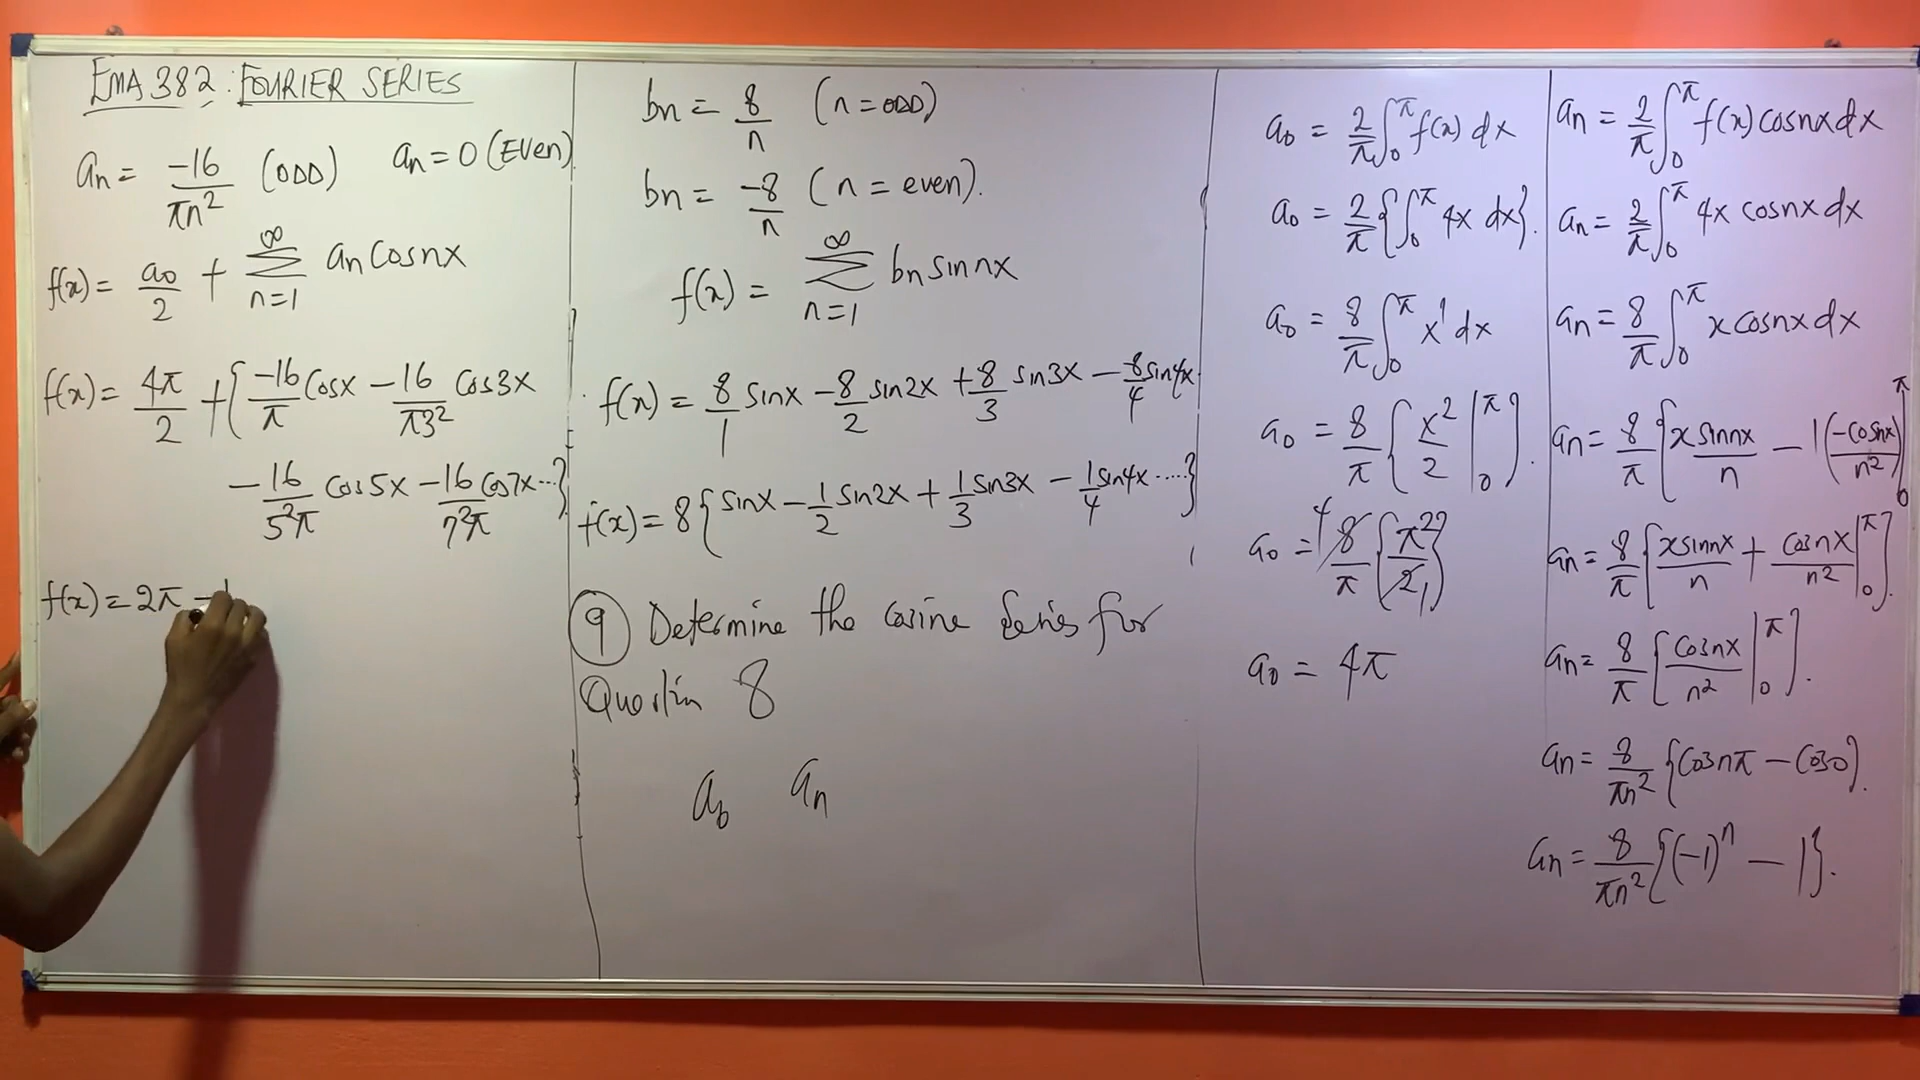 EMA 382 : FOURIER SERIES
an = -16/πn² (ODD) an = 0 (Even)
f(x) = a0/2 + ∞Σn=1 an Cosnx
f(x) = 4π/2 + { -16/π Cosx - 16/π3² Cos3x
- 16/5²π Cos5x - 16/7²π Cos7x ... }
f(x) = 2π -
bn = 8/n (n = ODD)
bn = -8/n (n = even).
f(x) = ∞Σn=1 bn sin nx
f(x) = 8/1 Sinx - 8/2 sin2x + 8/3 sin3x - 8/4 sin4x
f(x) = 8{ sinx - 1/2 sin2x + 1/3 sin3x - 1/4 sin4x ..... }
9 Determine the cosine Series for
Question 8
a0 an
a0 = 2/π ∫0^π f(x) dx
a0 = 2/π { ∫0^π 4x dx }.
a0 = 8/π ∫0^π x¹ dx
a0 = 8/π { x²/2 |0^π }.
a0 = 4 8/π { π²/2 1 }
a0 = 4π
an = 2/π ∫0^π f(x) cosnx dx
an = 2/π ∫0^π 4x cosnx dx
an = 8/π ∫0^π x cosnx dx
an = 8/π { x sinnx/n - 1(-cosnx/n²) 0^π
an = 8/π { x sinnx/n + cosnx/n² |0^π }.
an = 8/π { cosnx/n² |0^π }.
an = 8/πn² { Cosnπ - Cos0 }.
an = 8/πn² { (-1)^n - 1 }.